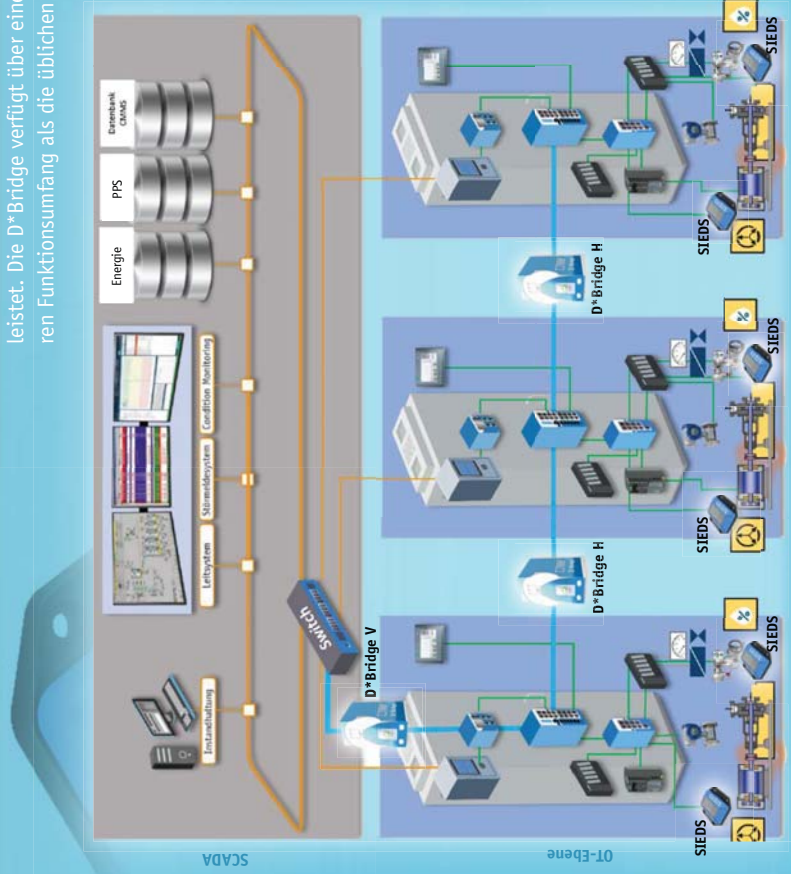 leistet. Die D*Bridge verfügt über eine
ren Funktionsumfang als die üblichen
SCADA
Instandhaltung
Leitsystem
Störmeldesystem
Condition Monitoring
Energie
PPS
Datenbank
CMMS
Switch
D*Bridge V
OT-Ebene
D*Bridge H
D*Bridge H
SIEDS
SIEDS
SIEDS
SIEDS
SIEDS
SIEDS